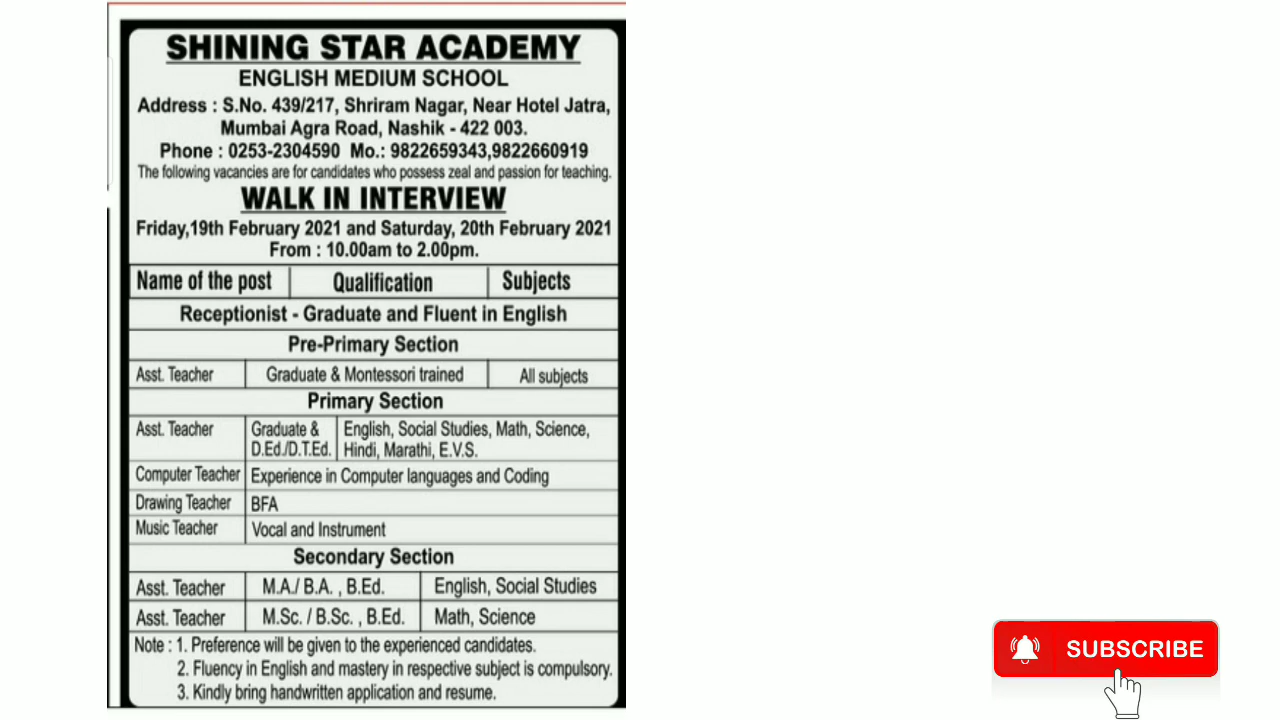 SHINING STAR ACADEMY
ENGLISH MEDIUM SCHOOL
Address : S.No. 439/217, Shriram Nagar, Near Hotel Jatra,
Mumbai Agra Road, Nashik - 422 003.
Phone : 0253-2304590 Mo.: 9822659343,9822660919
The following vacancies are for candidates who possess zeal and passion for teaching.
WALK IN INTERVIEW
Friday,19th February 2021 and Saturday, 20th February 2021
From : 10.00am to 2.00pm.
Name of the post Qualification Subjects
Receptionist - Graduate and Fluent in English
Pre-Primary Section
Asst. Teacher Graduate & Montessori trained All subjects
Primary Section
Asst. Teacher Graduate & English, Social Studies, Math, Science,
D.Ed./D.T.Ed. Hindi, Marathi, E.V.S.
Computer Teacher Experience in Computer languages and Coding
Drawing Teacher BFA
Music Teacher Vocal and Instrument
Secondary Section
Asst. Teacher M.A./ B.A. , B.Ed. English, Social Studies
Asst. Teacher M.Sc. / B.Sc. , B.Ed. Math, Science
Note : 1. Preference will be given to the experienced candidates.
2. Fluency in English and mastery in respective subject is compulsory.
3. Kindly bring handwritten application and resume.
SUBSCRIBE